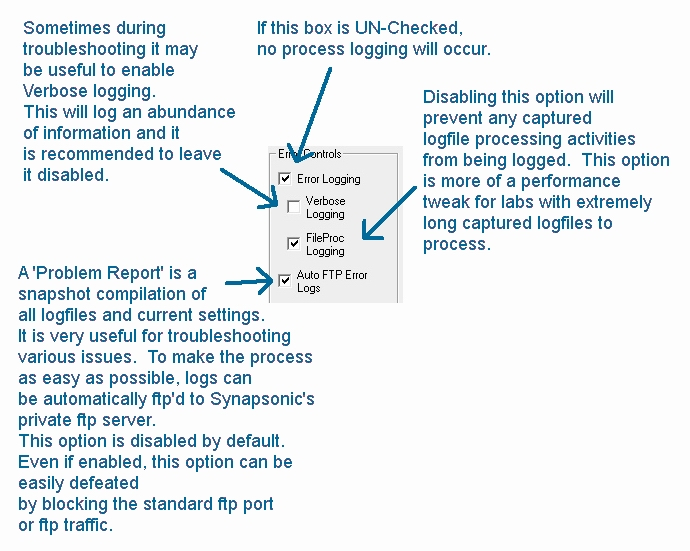 Sometimes during
troubleshooting it may
be useful to enable
Verbose logging.
This will log an abundance
of information and it
is recommended to leave
it disabled.
If this box is UN-Checked,
no process logging will occur.
Disabling this option will
prevent any captured
logfile processing activities
from being logged.  This option
is more of a performance
tweak for labs with extremely
long captured logfiles to
process.
Error Controls
Error Logging
Verbose
Logging
FileProc
Logging
Auto FTP Error
Logs
A 'Problem Report' is a
snapshot compilation of
all logfiles and current settings.
It is very useful for troubleshooting
various issues.  To make the process
as easy as possible, logs can
be automatically ftp'd to Synapsonic's
private ftp server.
This option is disabled by default.
Even if enabled, this option can be
easily defeated
by blocking the standard ftp port
or ftp traffic.